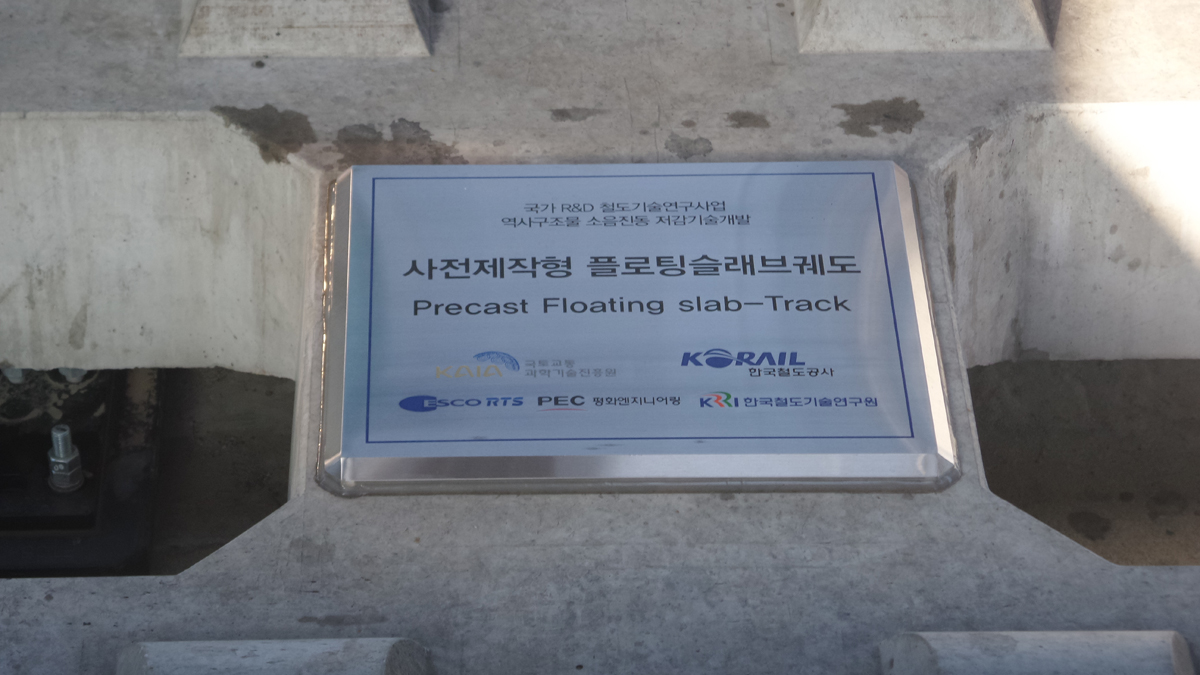 국가 R&D 철도기술연구사업
역사구조물 소음진동 저감기술개발
사전제작형 플로팅슬래브궤도
Precast Floating slab-Track
KAIA 국토교통
과학기술진흥원
KORAIL
한국철도공사
ESCO RTS PEC 평화엔지니어링 KRRI 한국철도기술연구원